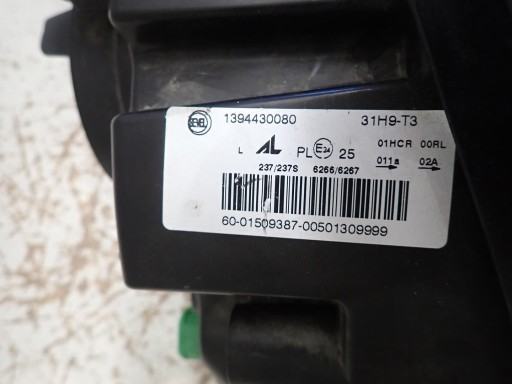 1394430080 31H9-T3
L AL PL E24 25 01HCR 00RL
237/237S 6266/6267 011a 02A
60-01509387-00501309999